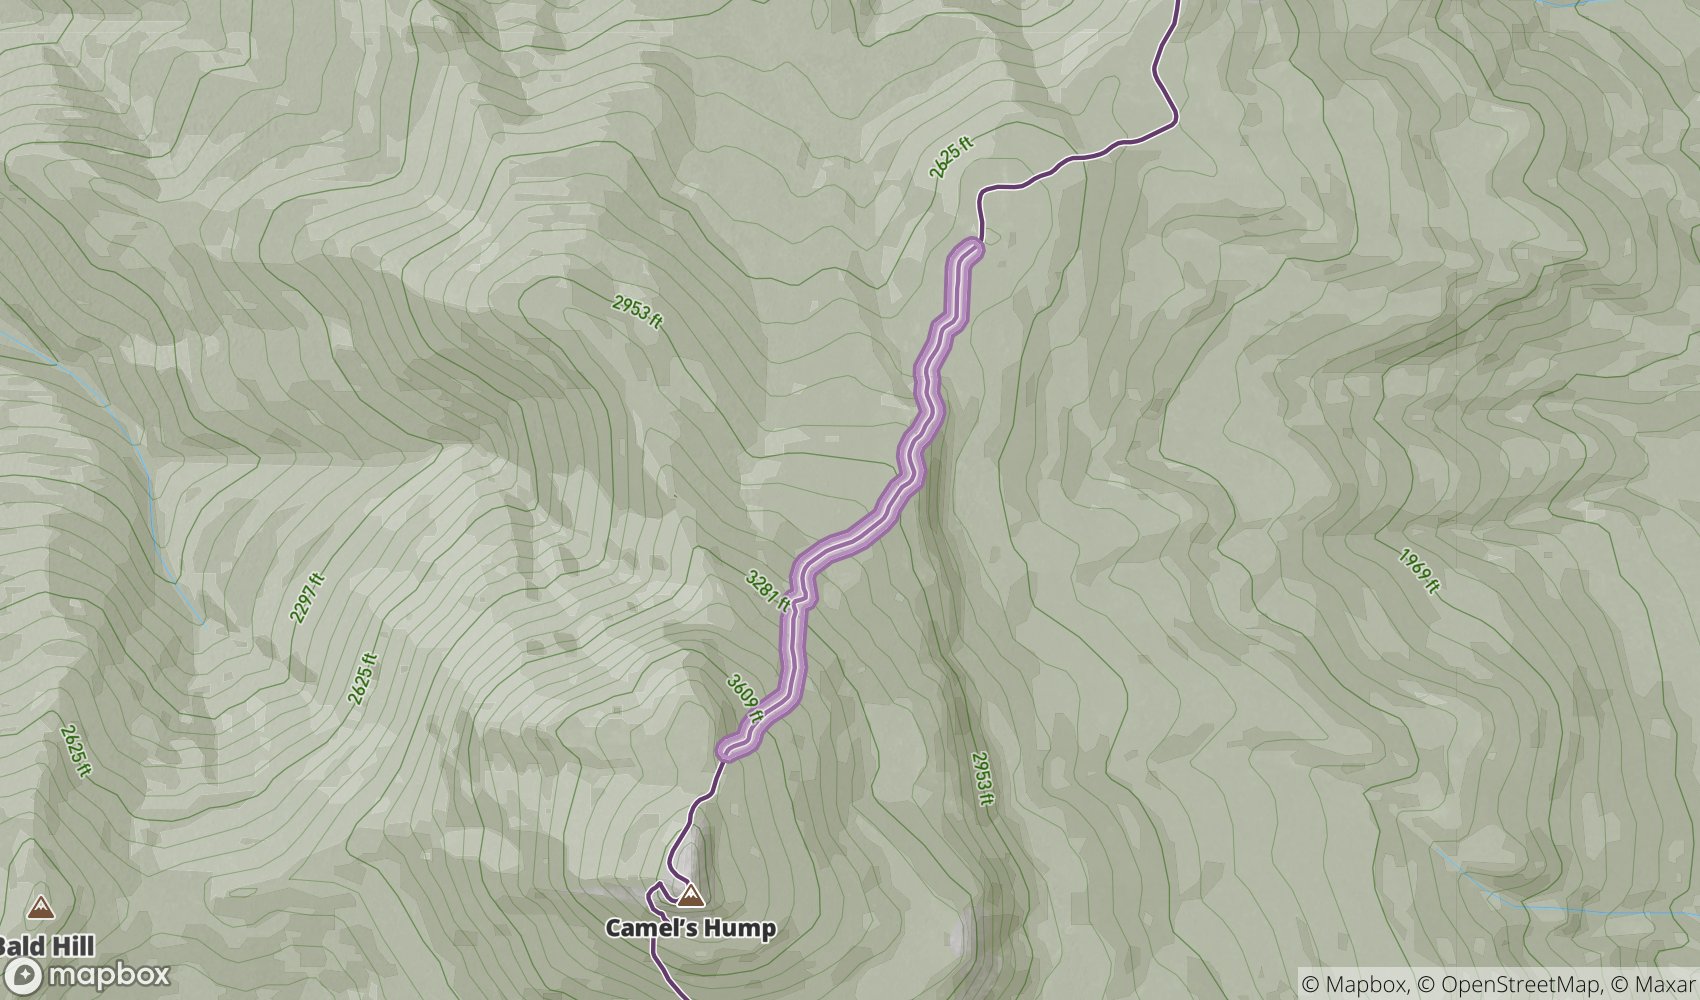 2625 ft
2953 ft
3281 ft
1969 ft
2297 ft
2625 ft
3609 ft
2625 ft
2953 ft
Camel’s Hump
Bald Hill
mapbox
© Mapbox, © OpenStreetMap, © Maxar